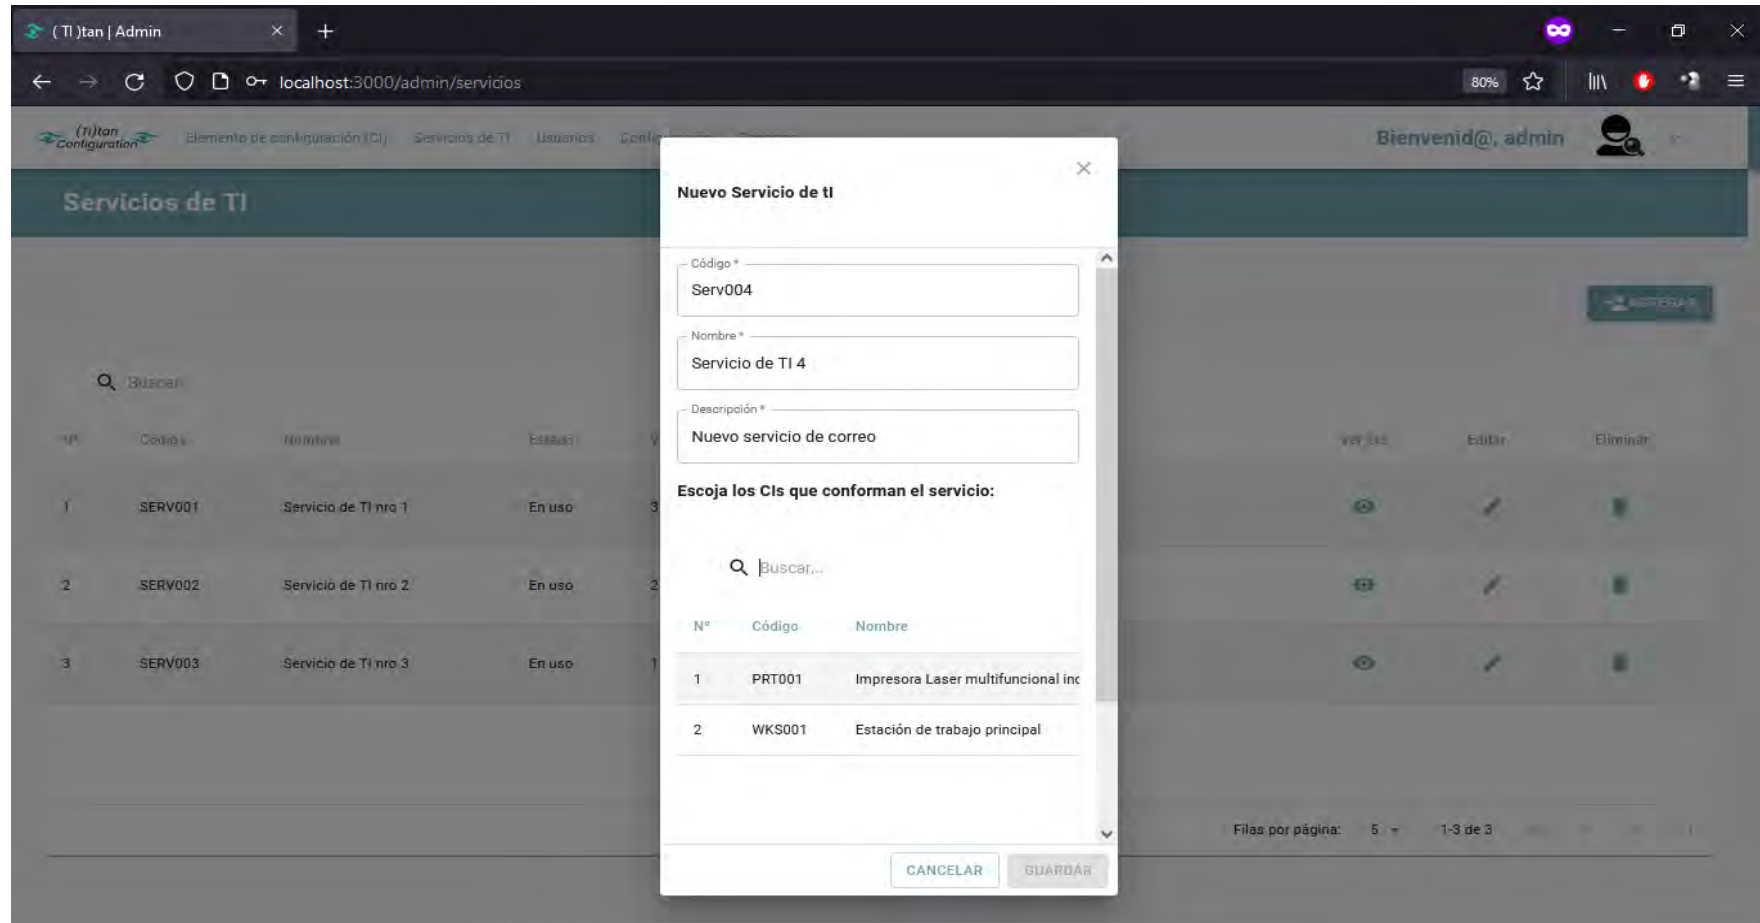 ( TI )tan | Admin
localhost:3000/admin/servicios
80%
(Ti)tan
Configuration
Elemento de configuración (CI) Servicios de TI Usuarios
Bienvenid@, admin
Servicios de TI
AGREGAR
Buscar...
Nº Código Nombre Estado Ver CIs Editar Eliminar
1 SERV001 Servicio de TI nro 1 En uso 3
2 SERV002 Servicio de TI nro 2 En uso 2
3 SERV003 Servicio de TI nro 3 En uso 1
Filas por página: 5 1-3 de 3
Nuevo Servicio de tI
Código *
Serv004
Nombre *
Servicio de TI 4
Descripción *
Nuevo servicio de correo
Escoja los CIs que conforman el servicio:
Buscar...
Nº Código Nombre
1 PRT001 Impresora Laser multifuncional inc
2 WKS001 Estación de trabajo principal
CANCELAR GUARDAR